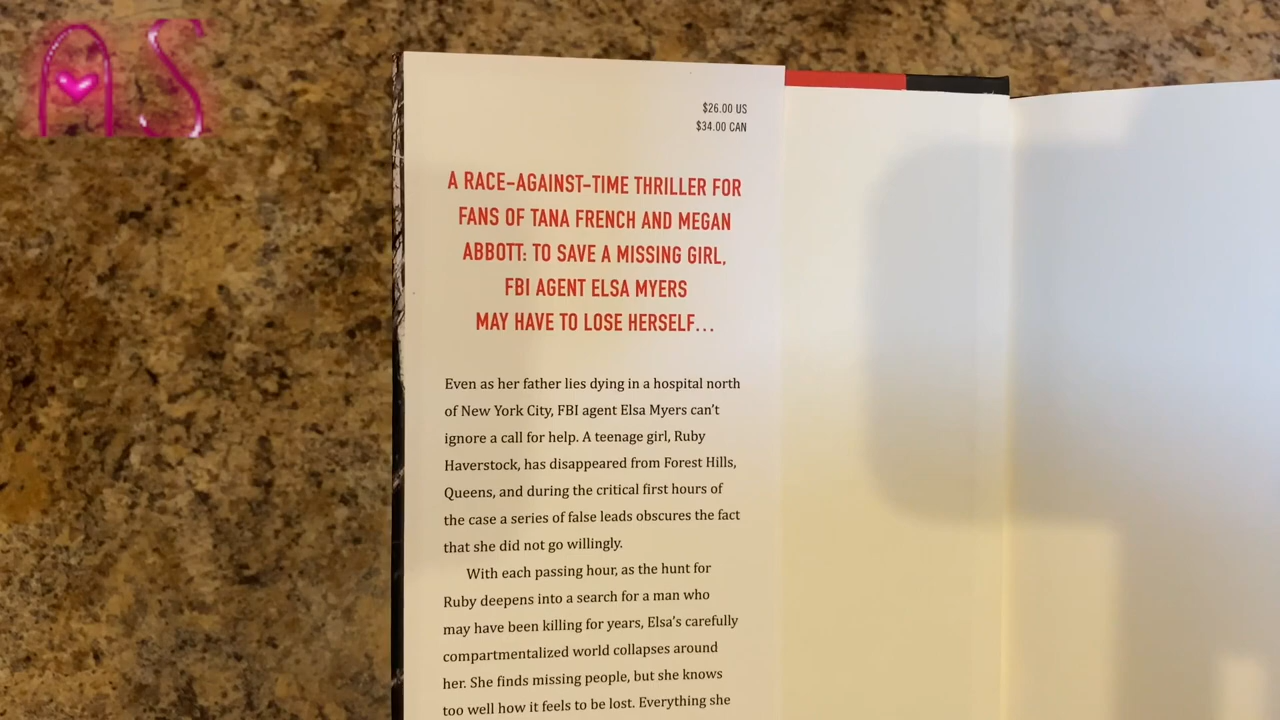 AS
$26.00 US
$34.00 CAN
A RACE-AGAINST-TIME THRILLER FOR
FANS OF TANA FRENCH AND MEGAN
ABBOTT: TO SAVE A MISSING GIRL,
FBI AGENT ELSA MYERS
MAY HAVE TO LOSE HERSELF...
Even as her father lies dying in a hospital north
of New York City, FBI agent Elsa Myers can't
ignore a call for help. A teenage girl, Ruby
Haverstock, has disappeared from Forest Hills,
Queens, and during the critical first hours of
the case a series of false leads obscures the fact
that she did not go willingly.
With each passing hour, as the hunt for
Ruby deepens into a search for a man who
may have been killing for years, Elsa's carefully
compartmentalized world collapses around
her. She finds missing people, but she knows
too well how it feels to be lost. Everything she